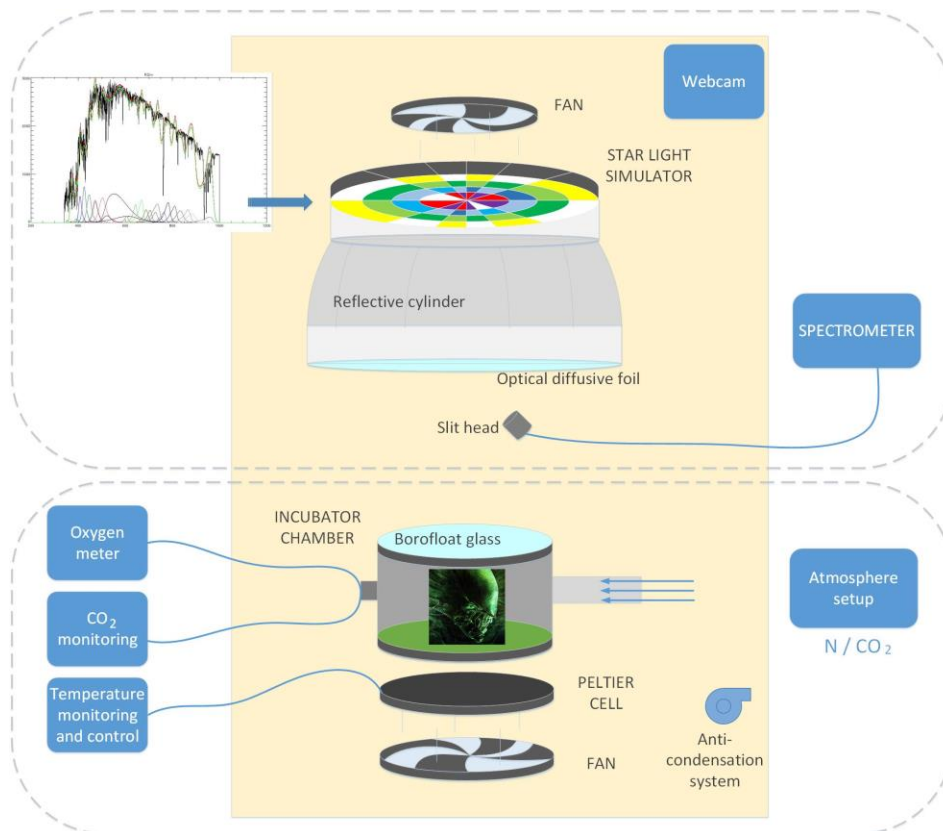 Webcam
FAN
STAR LIGHT
SIMULATOR
Reflective cylinder
SPECTROMETER
Optical diffusive foil
Slit head
Oxygen
meter
INCUBATOR
CHAMBER
Borofloat glass
CO2
monitoring
Atmosphere
setup
N / CO2
Temperature
monitoring
and control
PELTIER
CELL
FAN
Anti-
condensation
system